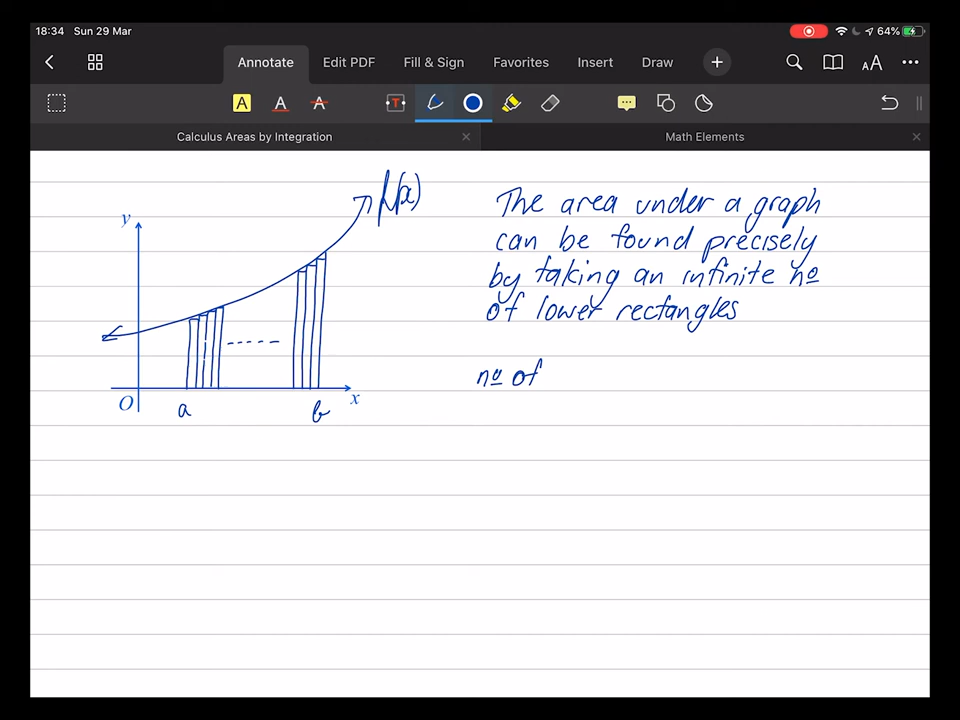 18:34 Sun 29 Mar 64%
Annotate Edit PDF Fill & Sign Favorites Insert Draw
A A A T AA
Calculus Areas by Integration Math Elements
f(x)
y
O a b x
The area under a graph
can be found precisely
by taking an infinite nº
of lower rectangles
nº of